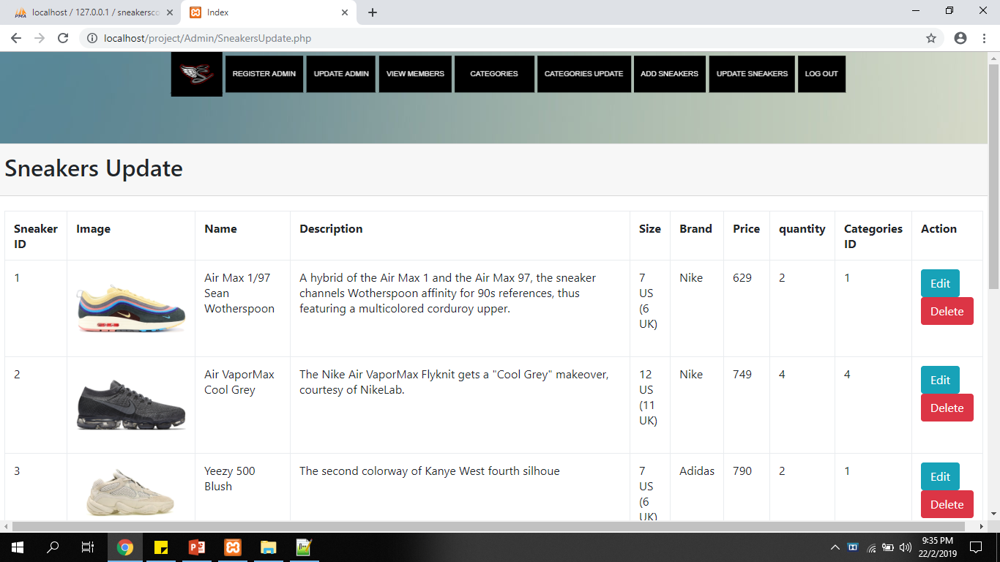 localhost / 127.0.0.1 / sneakersco
Index
localhost/project/Admin/SneakersUpdate.php
REGISTER ADMIN
UPDATE ADMIN
VIEW MEMBERS
CATEGORIES
CATEGORIES UPDATE
ADD SNEAKERS
UPDATE SNEAKERS
LOG OUT
Sneakers Update
Sneaker
ID
Image
Name
Description
Size
Brand
Price
quantity
Categories
ID
Action
1
Air Max 1/97
Sean
Wotherspoon
A hybrid of the Air Max 1 and the Air Max 97, the sneaker
channels Wotherspoon affinity for 90s references, thus
featuring a multicolored corduroy upper.
7
US
(6
UK)
Nike
629
2
1
Edit
Delete
2
Air VaporMax
Cool Grey
The Nike Air VaporMax Flyknit gets a "Cool Grey" makeover,
courtesy of NikeLab.
12
US
(11
UK)
Nike
749
4
4
Edit
Delete
3
Yeezy 500
Blush
The second colorway of Kanye West fourth silhoue
7
US
(6
UK)
Adidas
790
2
1
Edit
Delete
9:35 PM
22/2/2019